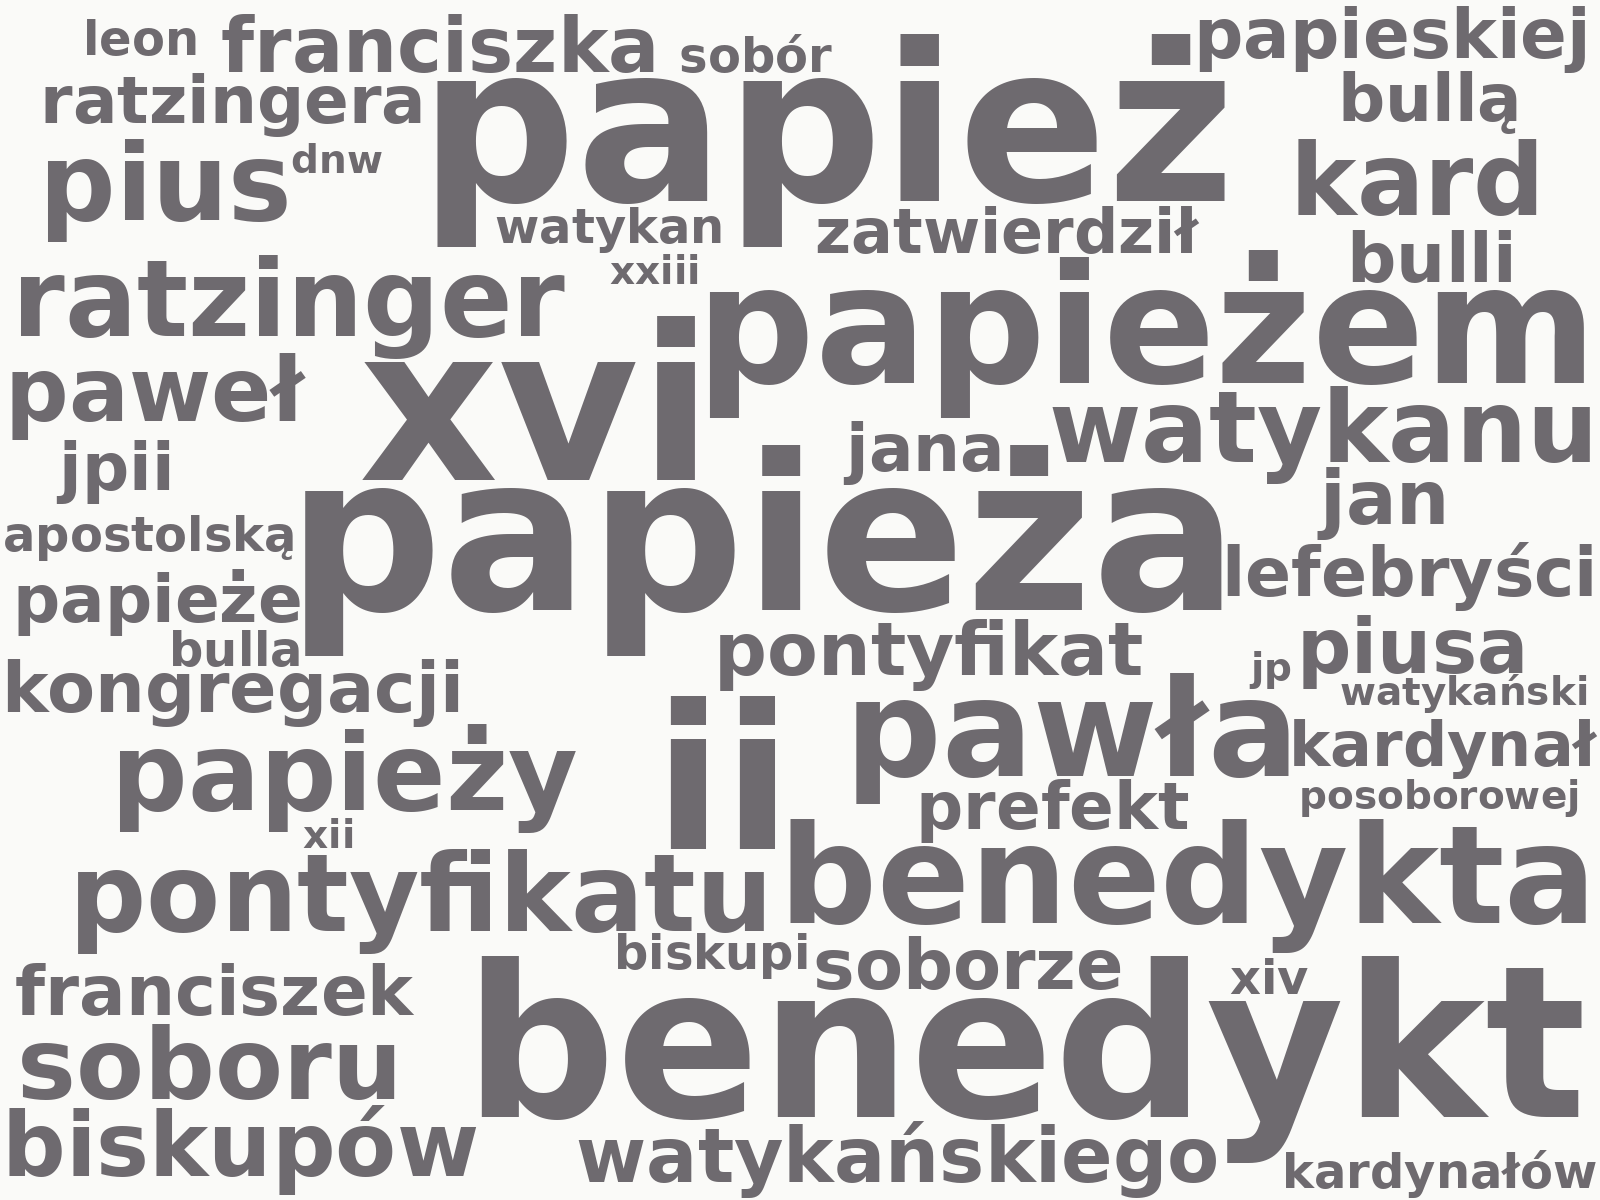 leon franciszka sobór papieskiej
ratzingera papież bullą
pius dnw kard
watykan zatwierdził
ratzinger xxiii papieżem bulli
paweł xvi watykanu
jpii jana jan
apostolską papieża lefebryści
papieże
bulla pontyfikat jp piusa
kongregacji watykański
papieży ii pawła kardynał
prefekt posoborowej
xii
pontyfikatu benedykta
biskupi soborze xiv
franciszek benedykt
soboru
biskupów watykańskiego kardynałów